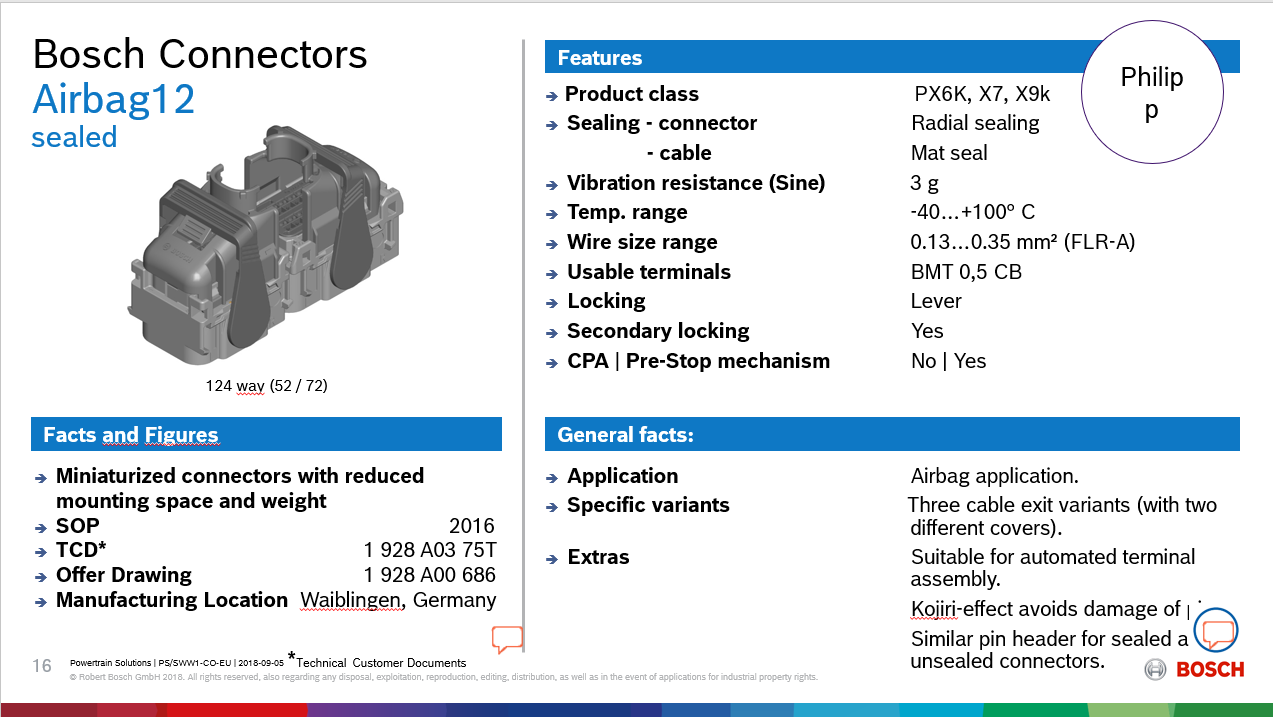 Bosch Connectors
Airbag12
sealed
124 way (52 / 72)
Facts and Figures
Miniaturized connectors with reduced
mounting space and weight
SOP 2016
TCD* 1 928 A03 75T
Offer Drawing 1 928 A00 686
Manufacturing Location Waiblingen, Germany
Features
Philip
p
Product class PX6K, X7, X9k
Sealing - connector Radial sealing
- cable Mat seal
Vibration resistance (Sine) 3 g
Temp. range -40…+100° C
Wire size range 0.13…0.35 mm² (FLR-A)
Usable terminals BMT 0,5 CB
Locking Lever
Secondary locking Yes
CPA | Pre-Stop mechanism No | Yes
General facts:
Application Airbag application.
Specific variants Three cable exit variants (with two
different covers).
Extras Suitable for automated terminal
assembly.
Kojiri-effect avoids damage of
Similar pin header for sealed a
unsealed connectors.
16
Powertrain Solutions | PS/SWW1-CO-EU | 2018-09-05 *Technical Customer Documents
© Robert Bosch GmbH 2018. All rights reserved, also regarding any disposal, exploitation, reproduction, editing, distribution, as well as in the event of applications for industrial property rights.
BOSCH